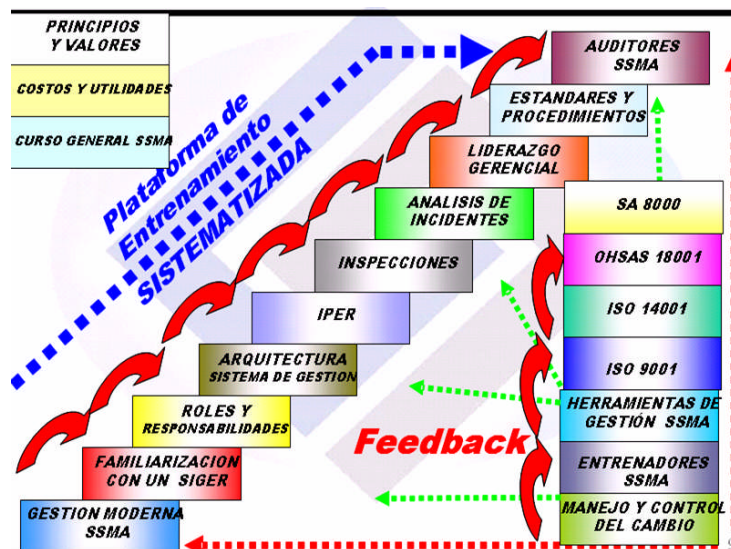 PRINCIPIOS
Y VALORES
COSTOS Y UTILIDADES
CURSO GENERAL SSMA
Plataforma de
Entrenamiento
SISTEMATIZADA
AUDITORES
SSMA
ESTANDARES Y
PROCEDIMIENTOS
LIDERAZGO
GERENCIAL
ANALISIS DE
INCIDENTES
INSPECCIONES
IPER
ARQUITECTURA
SISTEMA DE GESTION
ROLES Y
RESPONSABILIDADES
FAMILIARIZACION
CON UN SIGER
GESTION MODERNA
SSMA
Feedback
SA 8000
OHSAS 18001
ISO 14001
ISO 9001
HERRAMIENTAS DE
GESTIÓN SSMA
ENTRENADORES
SSMA
MANEJO Y CONTROL
DEL CAMBIO